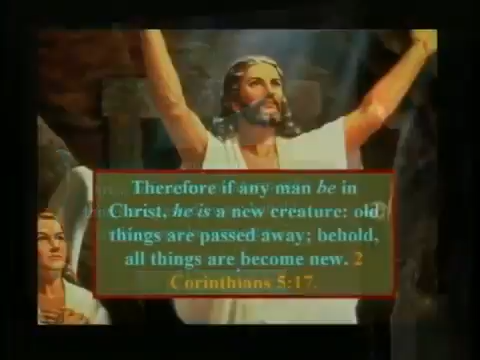 Therefore if any man be in
Christ, he is a new creature: old
things are passed away; behold,
all things are become new. 2
Corinthians 5:17.